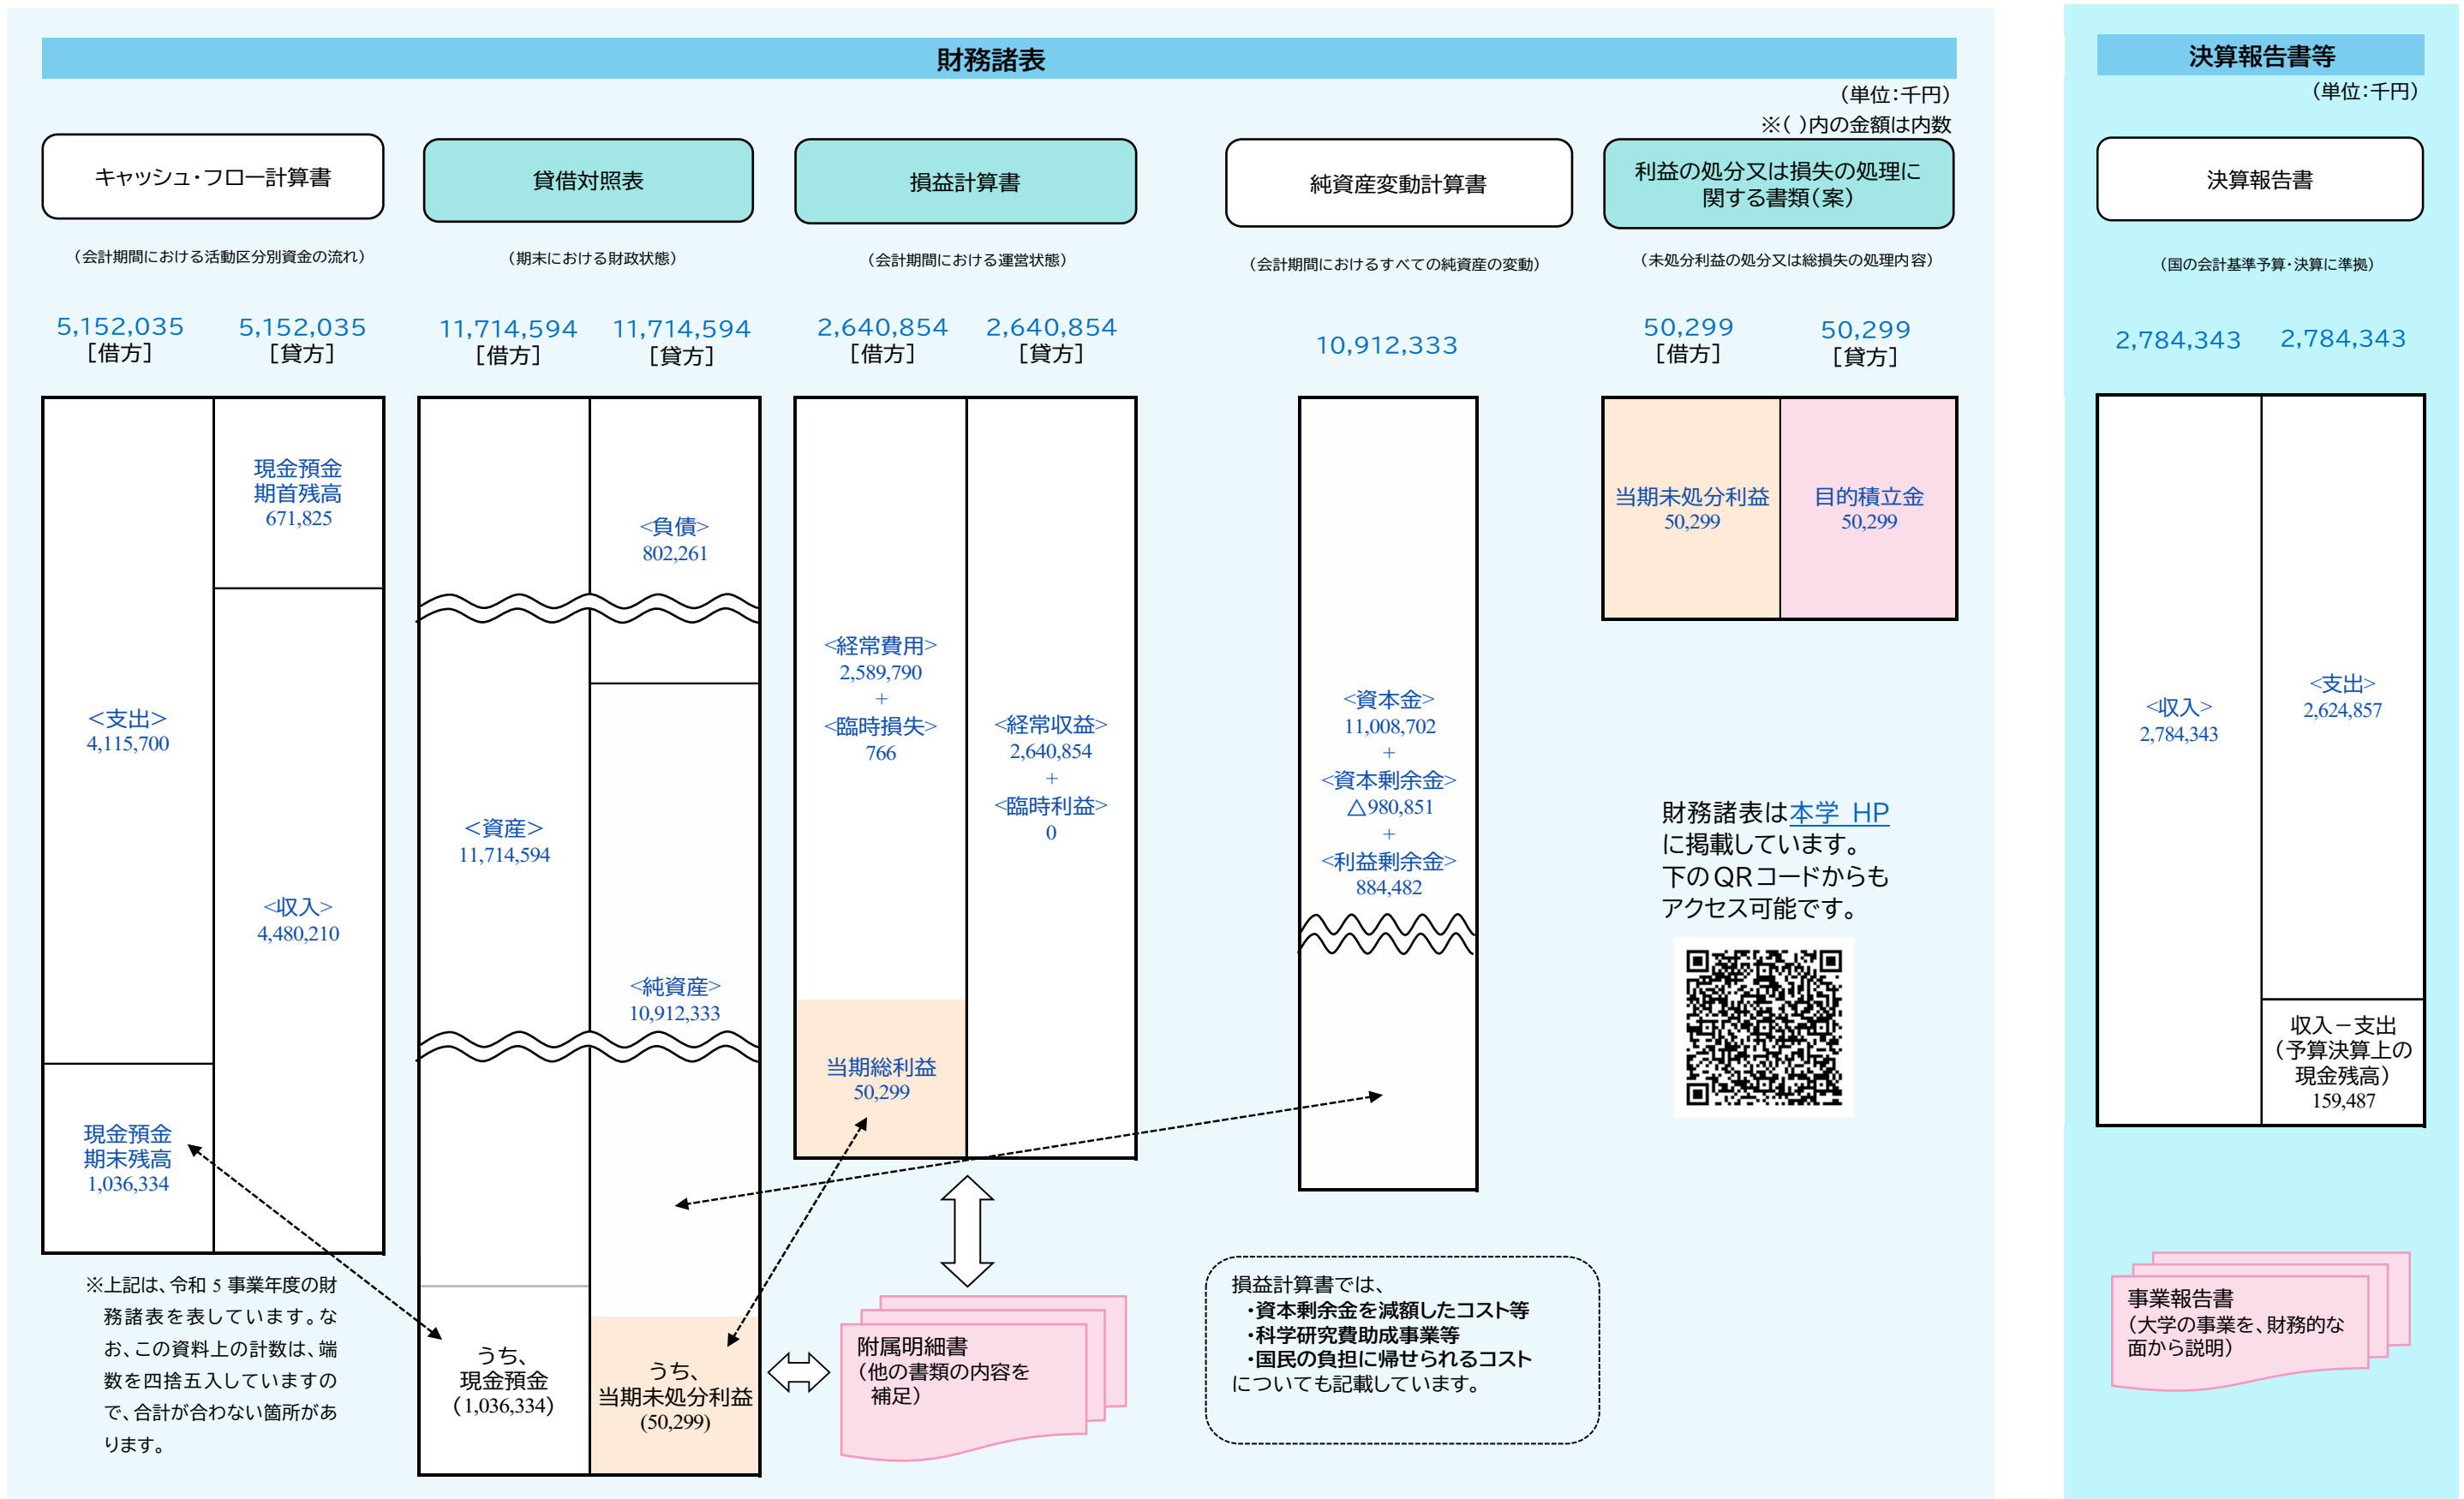 財務諸表
（単位：千円）
※( )内の金額は内数
キャッシュ・フロー計算書
（会計期間における活動区分別資金の流れ）
5,152,035
［借方］
5,152,035
［貸方］
現金預金
期首残高
671,825
＜支出＞
4,115,700
<収入>
4,480,210
現金預金
期末残高
1,036,334
※上記は、令和 5 事業年度の財
務諸表を表しています。な
お、この資料上の計数は、端
数を四捨五入していますの
で、合計が合わない箇所があ
ります。
貸借対照表
（期末における財政状態）
11,714,594
［借方］
11,714,594
［貸方］
<負債>
802,261
＜資産＞
11,714,594
<純資産>
10,912,333
うち、
現金預金
（1,036,334）
うち、
当期未処分利益
(50,299)
損益計算書
（会計期間における運営状態）
2,640,854
［借方］
2,640,854
［貸方］
<経常費用>
2,589,790
+
<臨時損失>
766
<経常収益>
2,640,854
+
<臨時利益>
0
当期総利益
50,299
附属明細書
（他の書類の内容を
補足）
純資産変動計算書
（会計期間におけるすべての純資産の変動）
10,912,333
<資本金>
11,008,702
+
<資本剰余金>
△980,851
+
<利益剰余金>
884,482
損益計算書では、
・資本剰余金を減額したコスト等
・科学研究費助成事業等
・国民の負担に帰せられるコスト
についても記載しています。
利益の処分又は損失の処理に
関する書類（案）
（未処分利益の処分又は総損失の処理内容）
50,299
［借方］
50,299
［貸方］
当期未処分利益
50,299
目的積立金
50,299
財務諸表は本学 HP
に掲載しています。
下のQRコードからも
アクセス可能です。
決算報告書等
（単位：千円）
決算報告書
（国の会計基準予算・決算に準拠）
2,784,343
2,784,343
<収入>
2,784,343
<支出>
2,624,857
収入－支出
（予算決算上の
現金残高）
159,487
事業報告書
（大学の事業を、財務的な
面から説明）